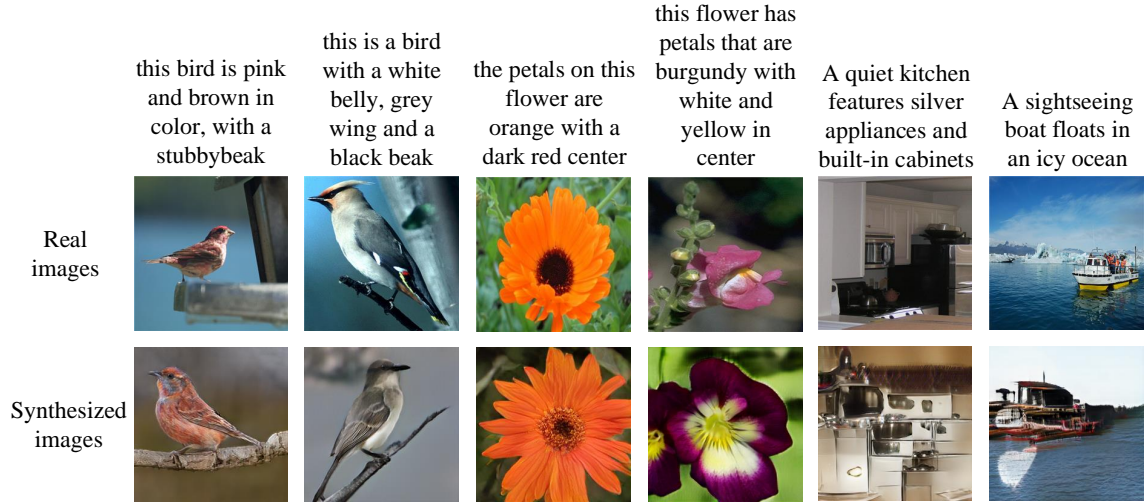 this bird is pink
and brown in
color, with a
stubbybeak
this is a bird
with a white
belly, grey
wing and a
black beak
the petals on this
flower are
orange with a
dark red center
this flower has
petals that are
burgundy with
white and
yellow in
center
A quiet kitchen
features silver
appliances and
built-in cabinets
A sightseeing
boat floats in
an icy ocean
Real
images
Synthesized
images